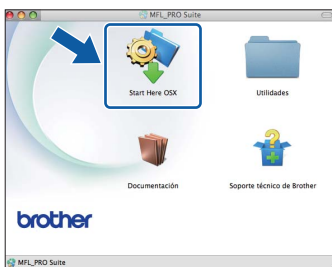 MFL_PRO Suite
Start Here OSX
Utilidades
Documentación
Soporte técnico de Brother
brother
MFL_PRO Suite